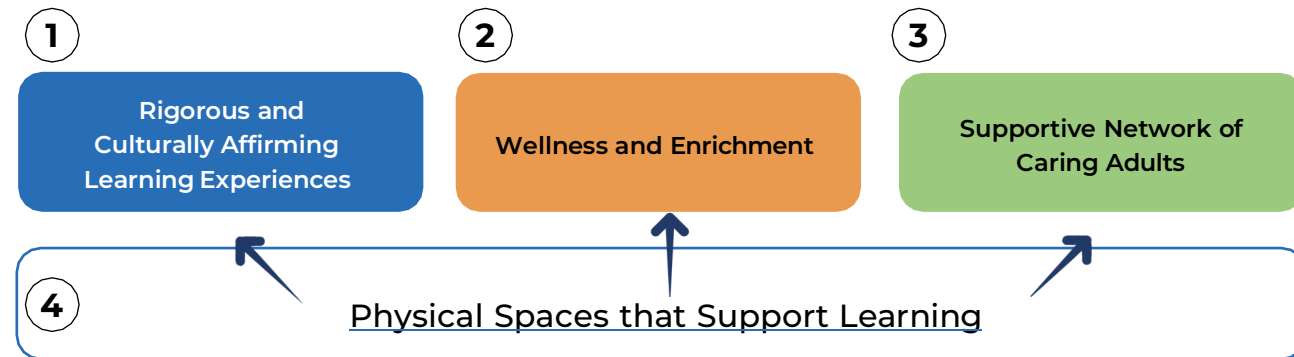 1
Rigorous and
Culturally Affirming
Learning Experiences
2
Wellness and Enrichment
3
Supportive Network of
Caring Adults
4
Physical Spaces that Support Learning